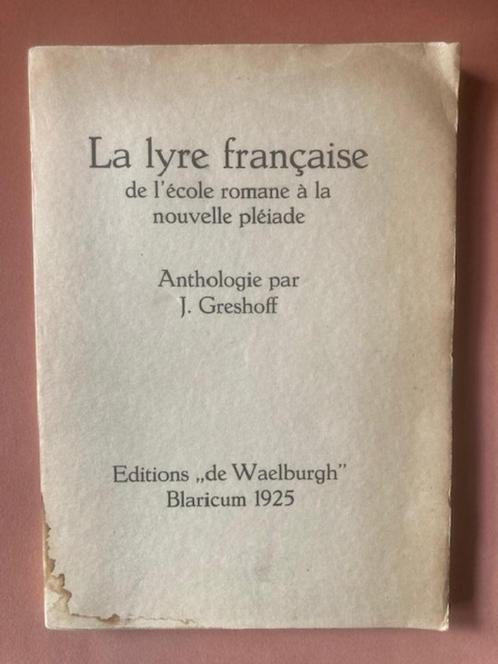 La lyre française
de l'école romane à la
nouvelle pléiade
Anthologie par
J. Greshoff
Editions „de Waelburgh”
Blaricum 1925